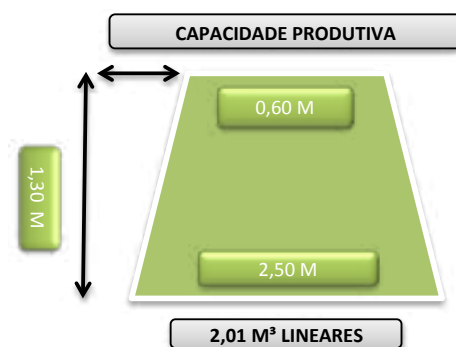 CAPACIDADE PRODUTIVA
0,60 M
1,30 M
2,50 M
2,01 M³ LINEARES